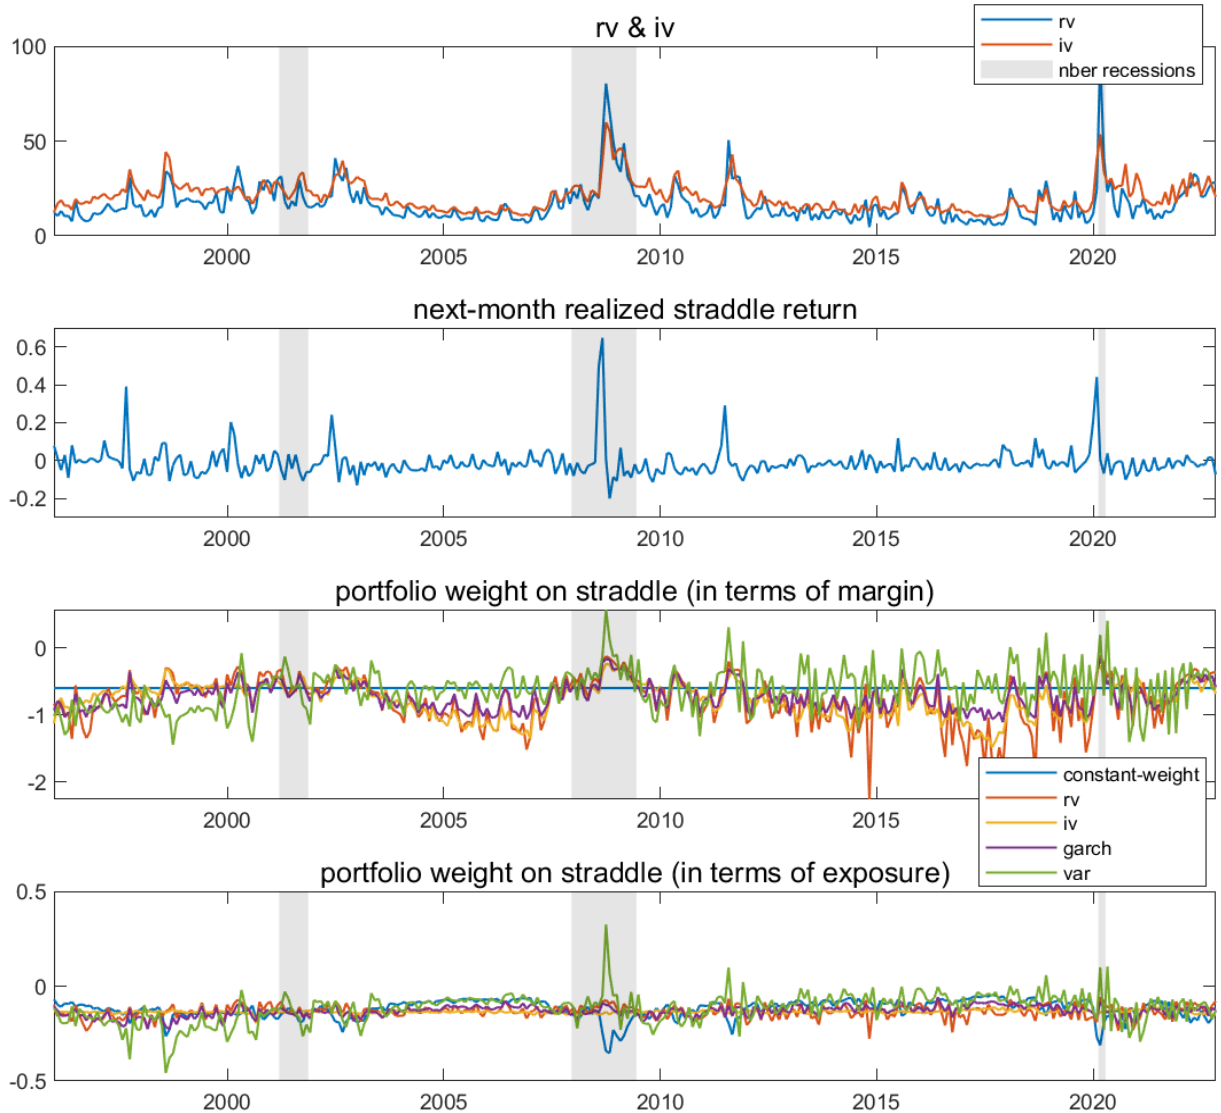 rv & iv
rv
iv
nber recessions
100
50
0
2000
2005
2010
2015
2020
next-month realized straddle return
0.6
0.4
0.2
0
-0.2
2000
2005
2010
2015
2020
portfolio weight on straddle (in terms of margin)
0
-1
-2
2000
2005
2010
2015
constant-weight
rv
iv
garch
var
portfolio weight on straddle (in terms of exposure)
0.5
0
-0.5
2000
2005
2010
2015
2020